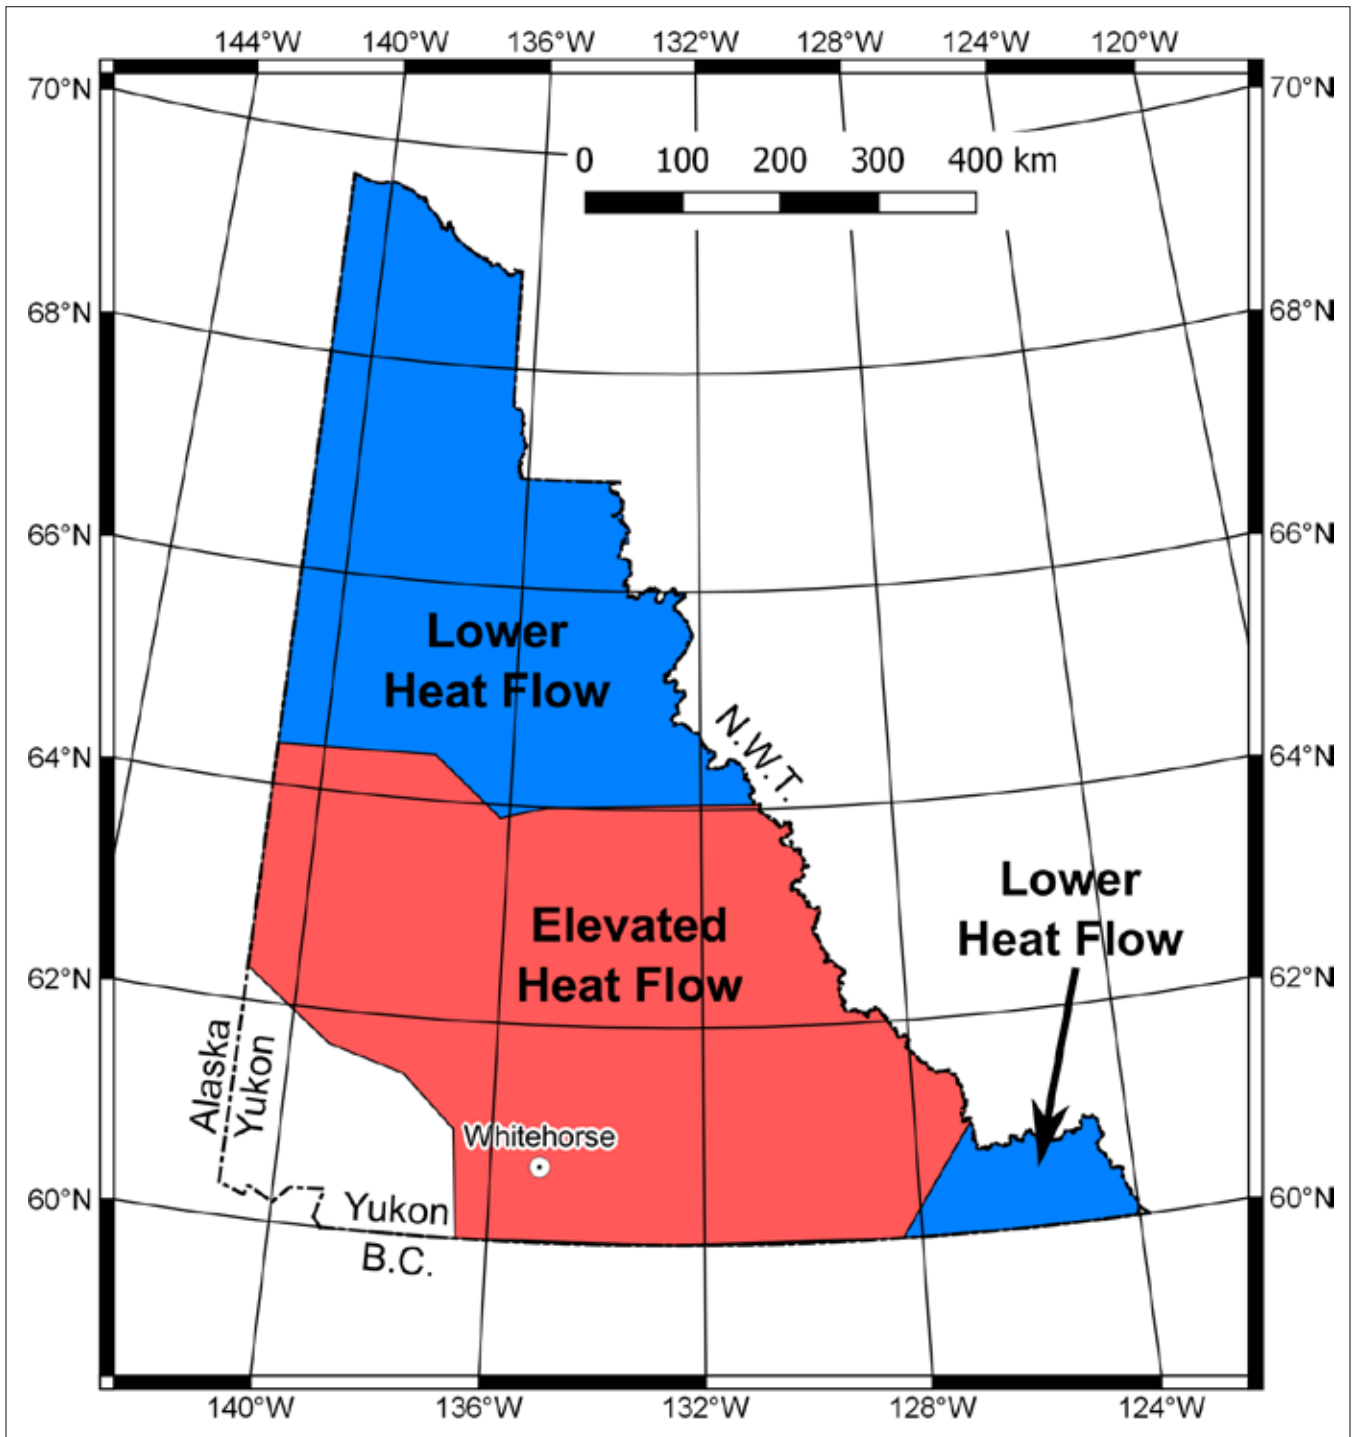 144°W 140°W 136°W 132°W 128°W 124°W 120°W
70°N 70°N
0 100 200 300 400 km
68°N 68°N
66°N 66°N
Lower
Heat Flow
N.W.T.
64°N 64°N
Lower
Heat Flow
Elevated
Heat Flow
62°N 62°N
Alaska
Yukon
Whitehorse
60°N 60°N
Yukon
B.C.
140°W 136°W 132°W 128°W 124°W